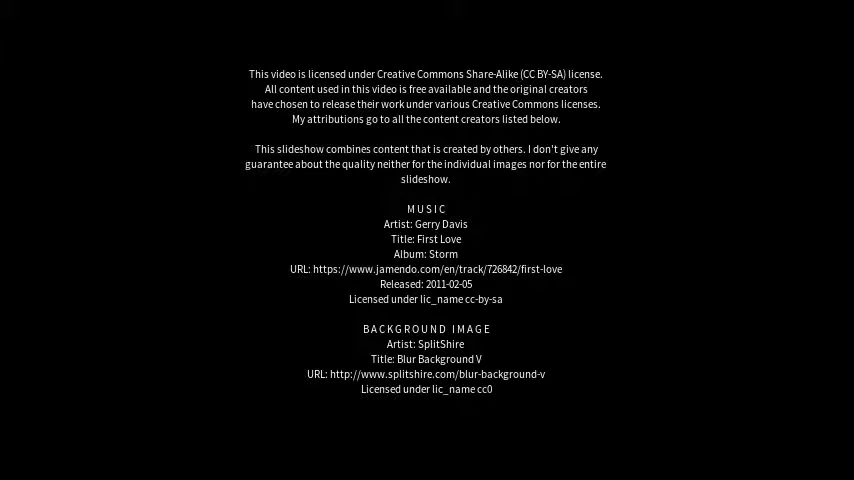 This video is licensed under Creative Commons Share-Alike (CC BY-SA) license.
All content used in this video is free available and the original creators
have chosen to release their work under various Creative Commons licenses.
My attributions go to all the content creators listed below.
This slideshow combines content that is created by others. I don't give any
guarantee about the quality neither for the individual images nor for the entire
slideshow.
MUSIC
Artist: Gerry Davis
Title: First Love
Album: Storm
URL: https://www.jamendo.com/en/track/726842/first-love
Released: 2011-02-05
Licensed under lic_name cc-by-sa
BACKGROUND IMAGE
Artist: SplitShire
Title: Blur Background V
URL: http://www.splitshire.com/blur-background-v
Licensed under lic_name cc0